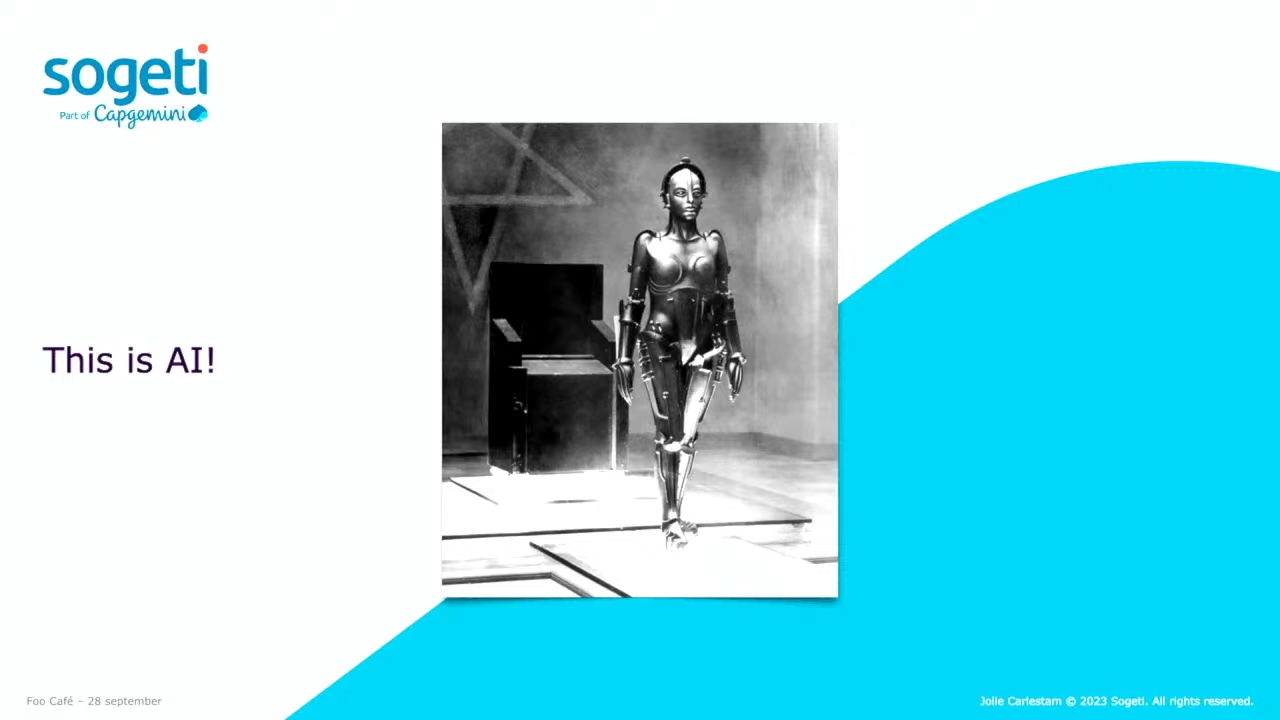 sogeti
Part of Capgemini
This is AI!
Foo Café – 28 september
Jolie Carlestam © 2023 Sogeti. All rights reserved.